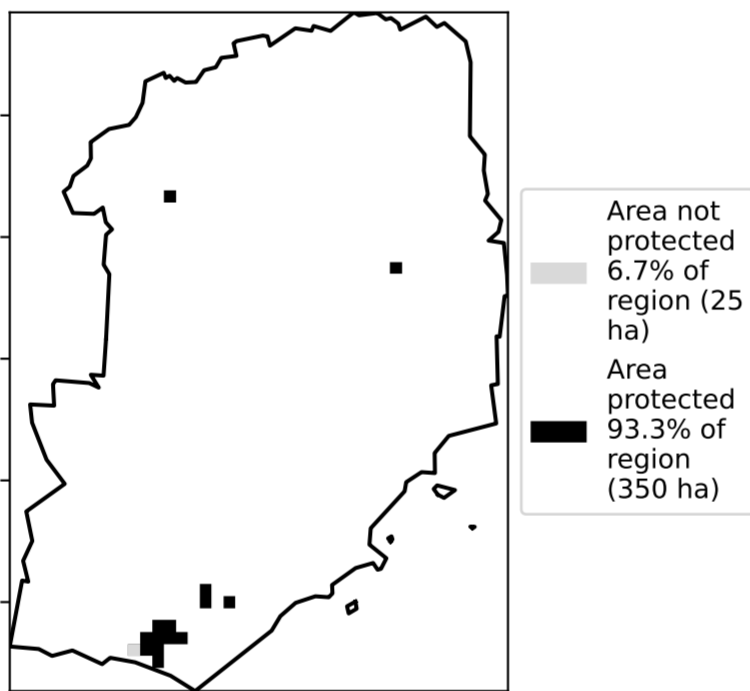 Area not
protected
6.7% of
region (25
ha)
Area
protected
93.3% of
region
(350 ha)